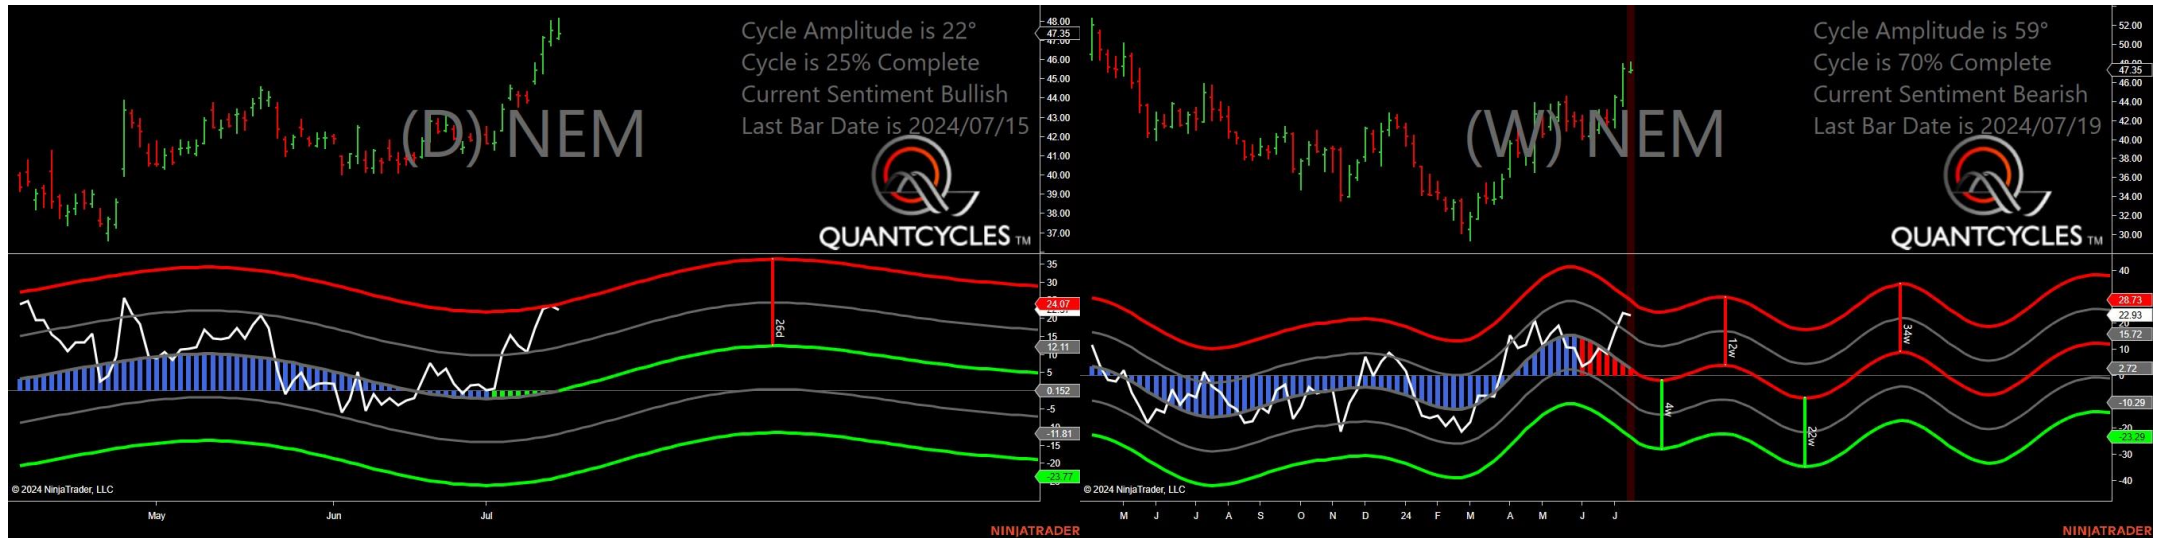 Cycle Amplitude is 22°
Cycle is 25% Complete
Current Sentiment Bullish
Last Bar Date is 2024/07/15
(D) NEM
QUANTCYCLES TM
48.00
47.35
46.00
45.00
44.00
43.00
42.00
41.00
40.00
39.00
38.00
37.00
35
30
24.07
20
15
12.11
10
5
0.152
-5
-11.81
-15
-20
-23.77
26d
© 2024 NinjaTrader, LLC
May
Jun
Jul
NINJATRADER
Cycle Amplitude is 59°
Cycle is 70% Complete
Current Sentiment Bearish
Last Bar Date is 2024/07/19
(W) NEM
QUANTCYCLES TM
52.00
50.00
47.35
46.00
44.00
42.00
40.00
38.00
36.00
34.00
32.00
30.00
40
28.73
22.93
15.72
10
2.72
-10.29
-20
-23.29
-30
-40
12w
34w
4w
22w
© 2024 NinjaTrader, LLC
M J J A S O N D 24 F M A M J J
NINJATRADER